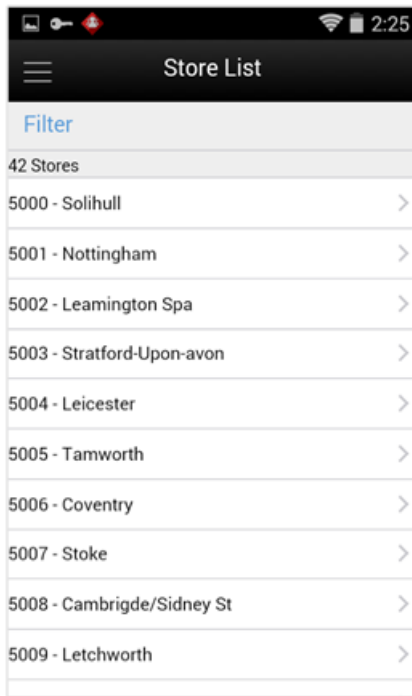 2:25
Store List
Filter
42 Stores
5000 - Solihull
5001 - Nottingham
5002 - Leamington Spa
5003 - Stratford-Upon-avon
5004 - Leicester
5005 - Tamworth
5006 - Coventry
5007 - Stoke
5008 - Cambrigde/Sidney St
5009 - Letchworth